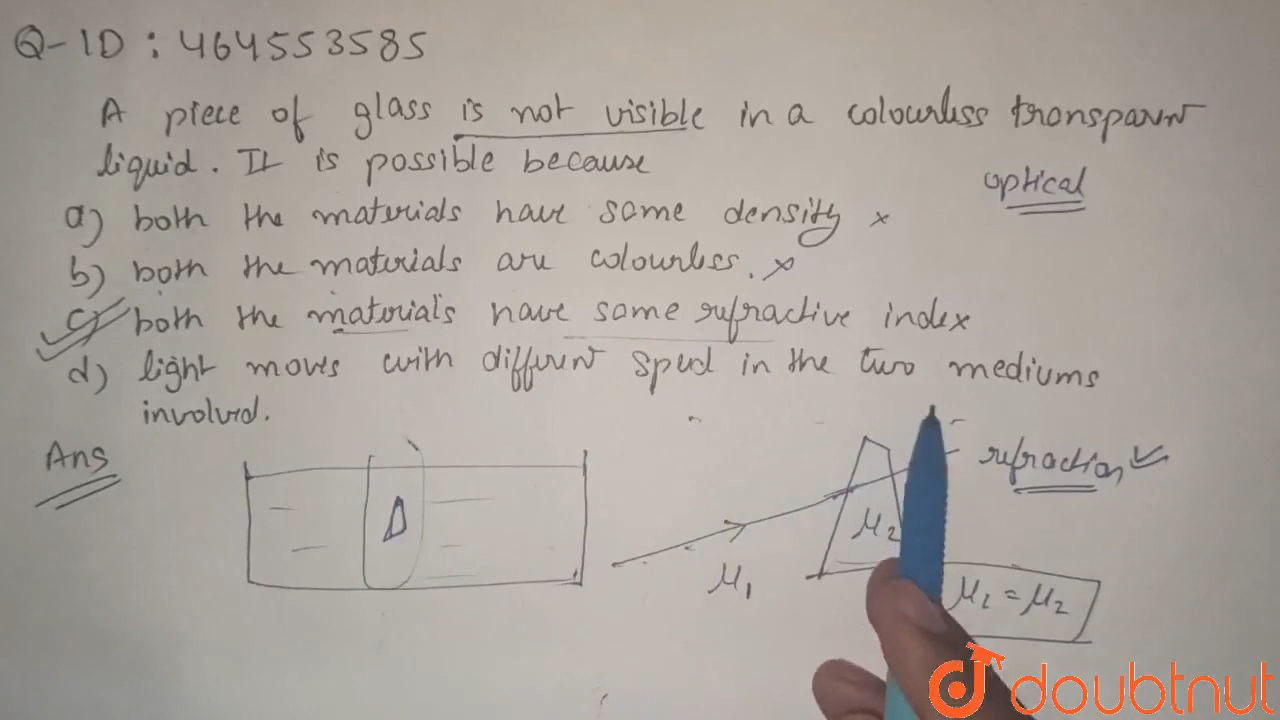 Q-ID : 464553585
A piece of glass is not visible in a colourless transparent
liquid. It is possible because
optical
a) both the materials have same density ×
b) both the materials are colourless. ×
c) both the materials have same refractive index
d) light moves with different speed in the two mediums
involved.
Ans
refraction
μ2
μ1
μ1 = μ2
doubtnut